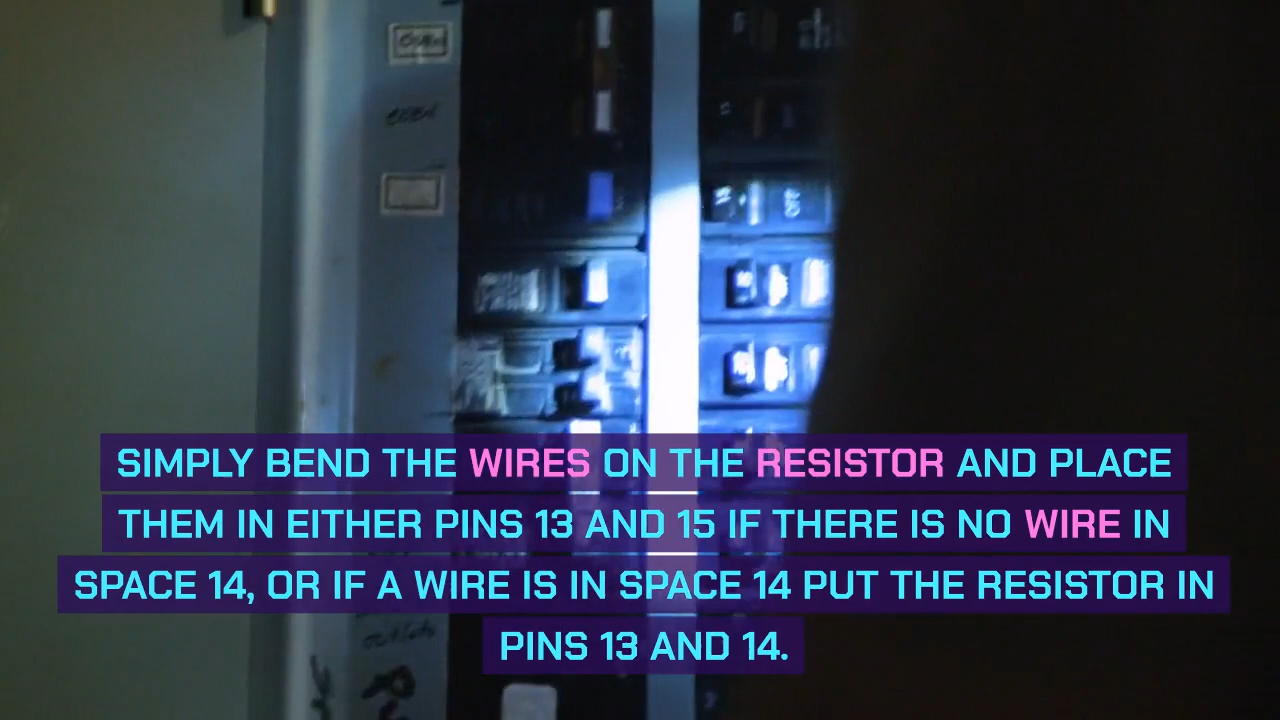 SIMPLY BEND THE WIRES ON THE RESISTOR AND PLACE
THEM IN EITHER PINS 13 AND 15 IF THERE IS NO WIRE IN
SPACE 14, OR IF A WIRE IS IN SPACE 14 PUT THE RESISTOR IN
PINS 13 AND 14.